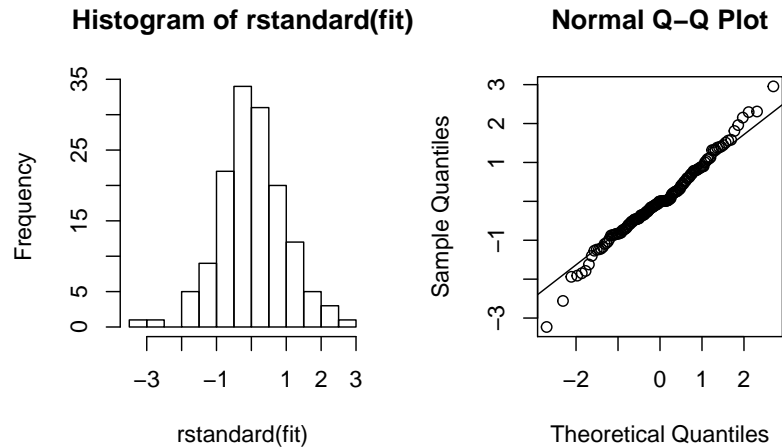 Histogram of rstandard(fit)
Frequency
0 5 15 25 35
−3 −1 1 2 3
rstandard(fit)
Normal Q−Q Plot
Sample Quantiles
−3 −1 1 2 3
−2 0 1 2
Theoretical Quantiles